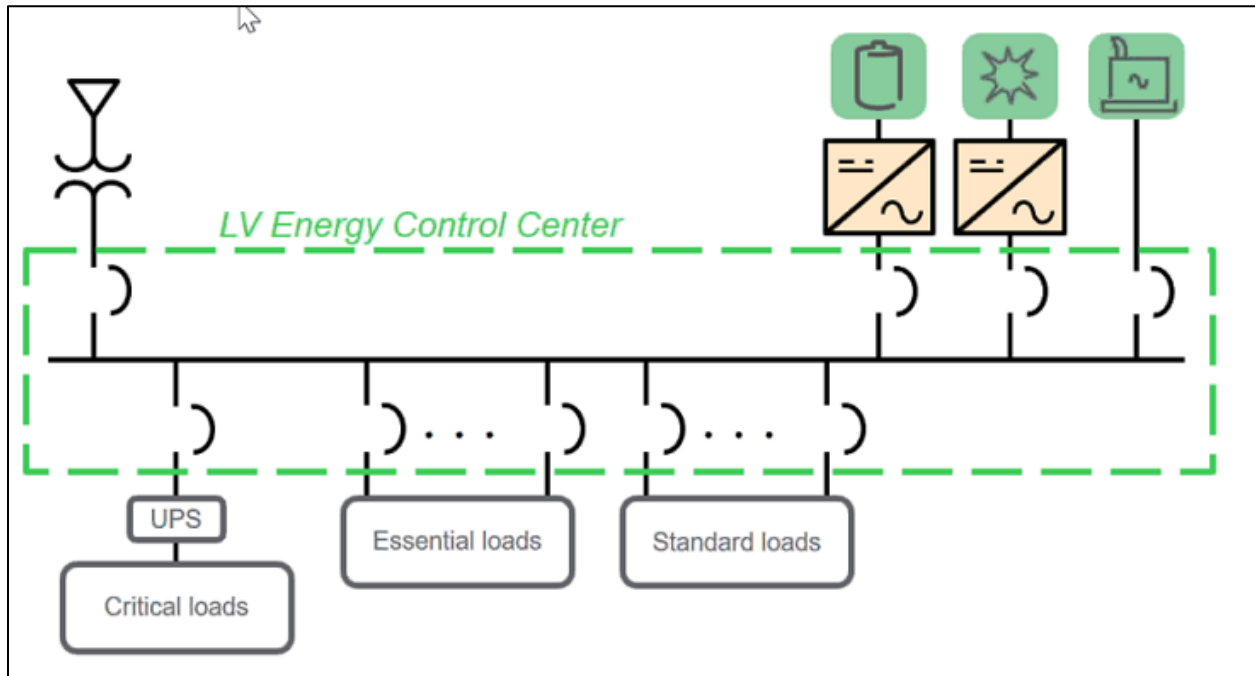 LV Energy Control Center
UPS
Essential loads
Standard loads
Critical loads